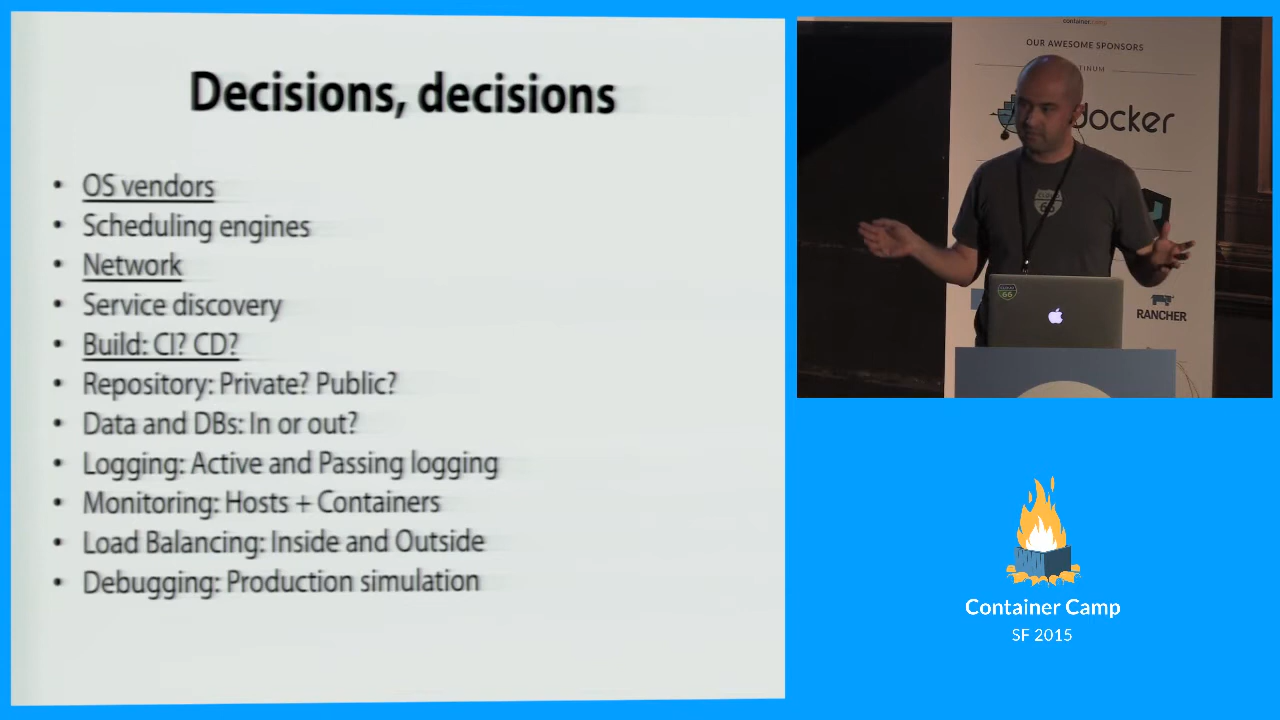 Decisions, decisions
• OS vendors
• Scheduling engines
• Network
• Service discovery
• Build: CI? CD?
• Repository: Private? Public?
• Data and DBs: In or out?
• Logging: Active and Passing logging
• Monitoring: Hosts + Containers
• Load Balancing: Inside and Outside
• Debugging: Production simulation
OUR AWESOME SPONSORS
docker
66
66
RANCHER
Container Camp
SF 2015